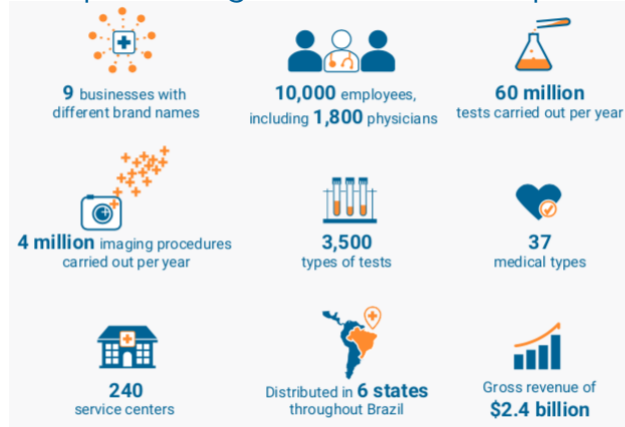 9 businesses with
different brand names
10,000 employees,
including 1,800 physicians
60 million
tests carried out per year
4 million imaging procedures
carried out per year
3,500
types of tests
37
medical types
240
service centers
Distributed in 6 states
throughout Brazil
Gross revenue of
$2.4 billion